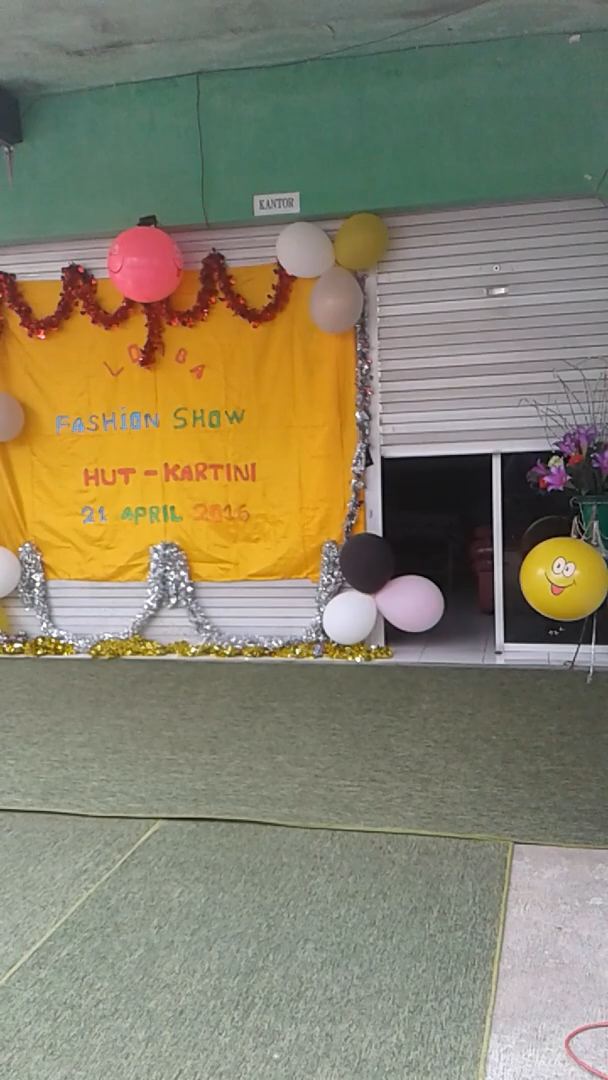 KANTOR
LOMBA
FASHION SHOW
HUT - KARTINI
21 APRIL 2016